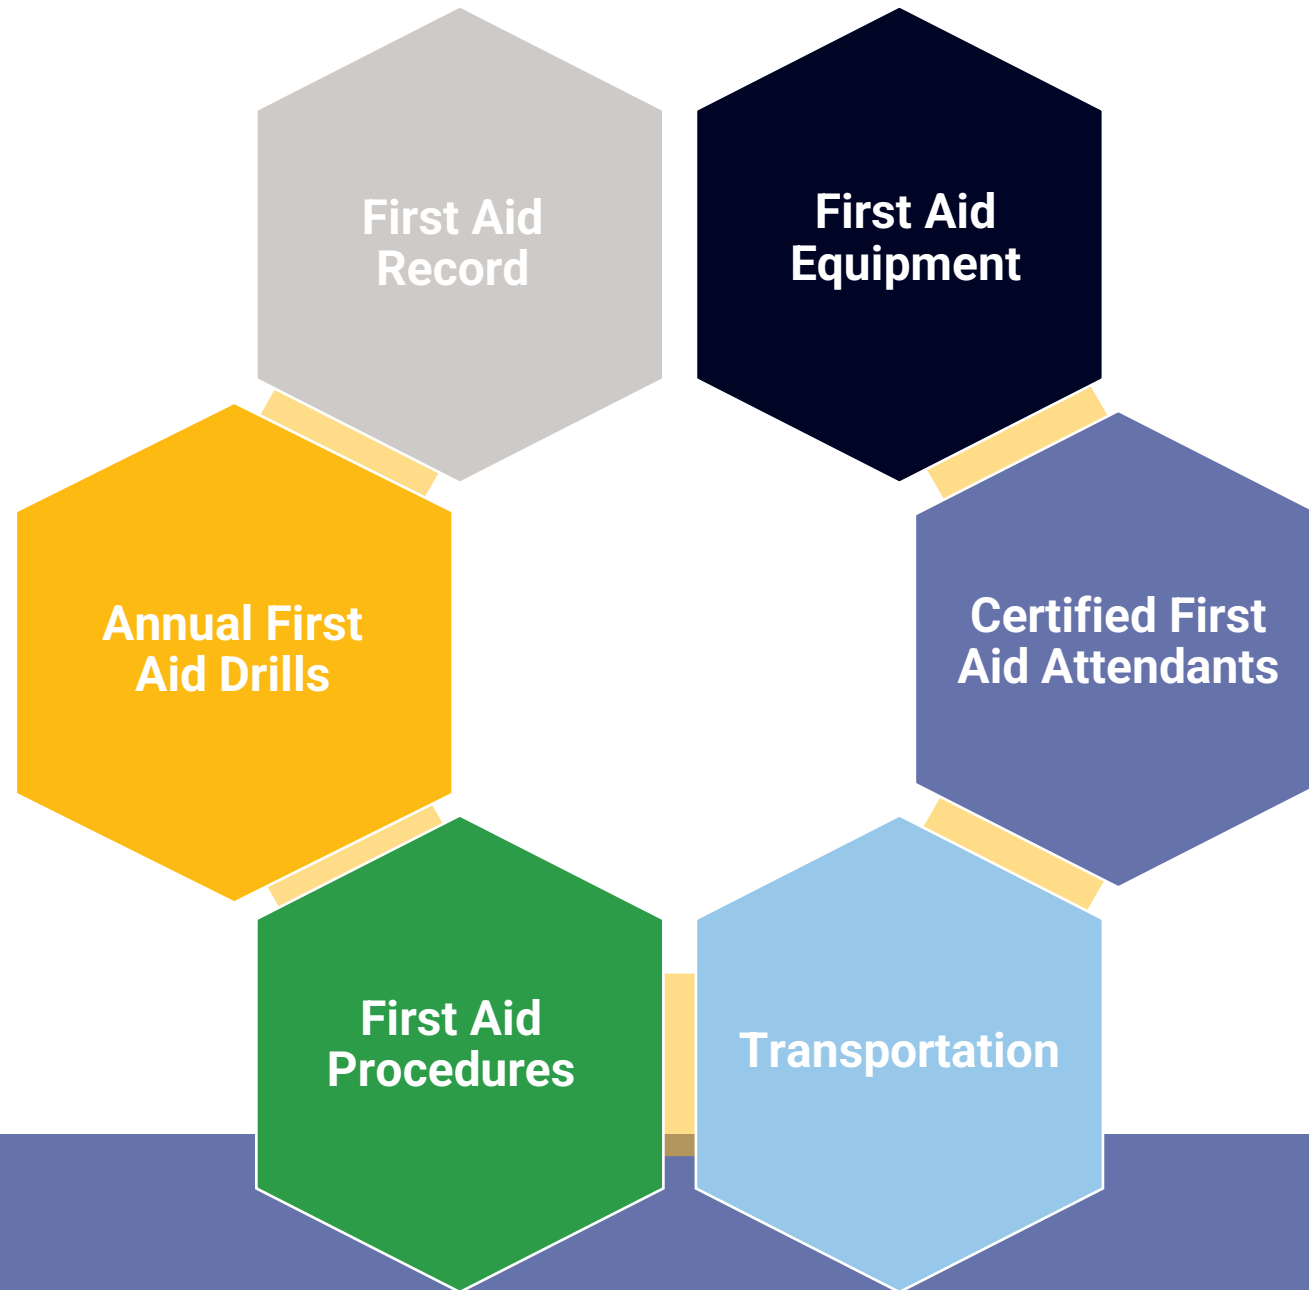 First Aid
Record
First Aid
Equipment
Annual First
Aid Drills
Certified First
Aid Attendants
First Aid
Procedures
Transportation